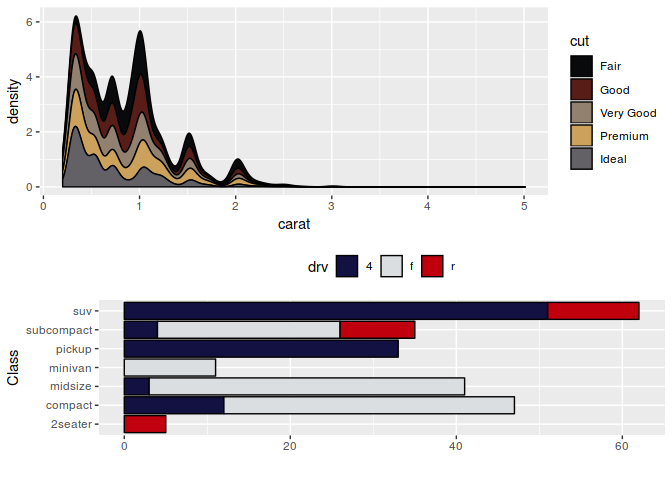 density
6
4
2
0
0 1 2 3 4 5
carat
cut
Fair
Good
Very Good
Premium
Ideal
drv 4 f r
Class
suv
subcompact
pickup
minivan
midsize
compact
2seater
0 20 40 60